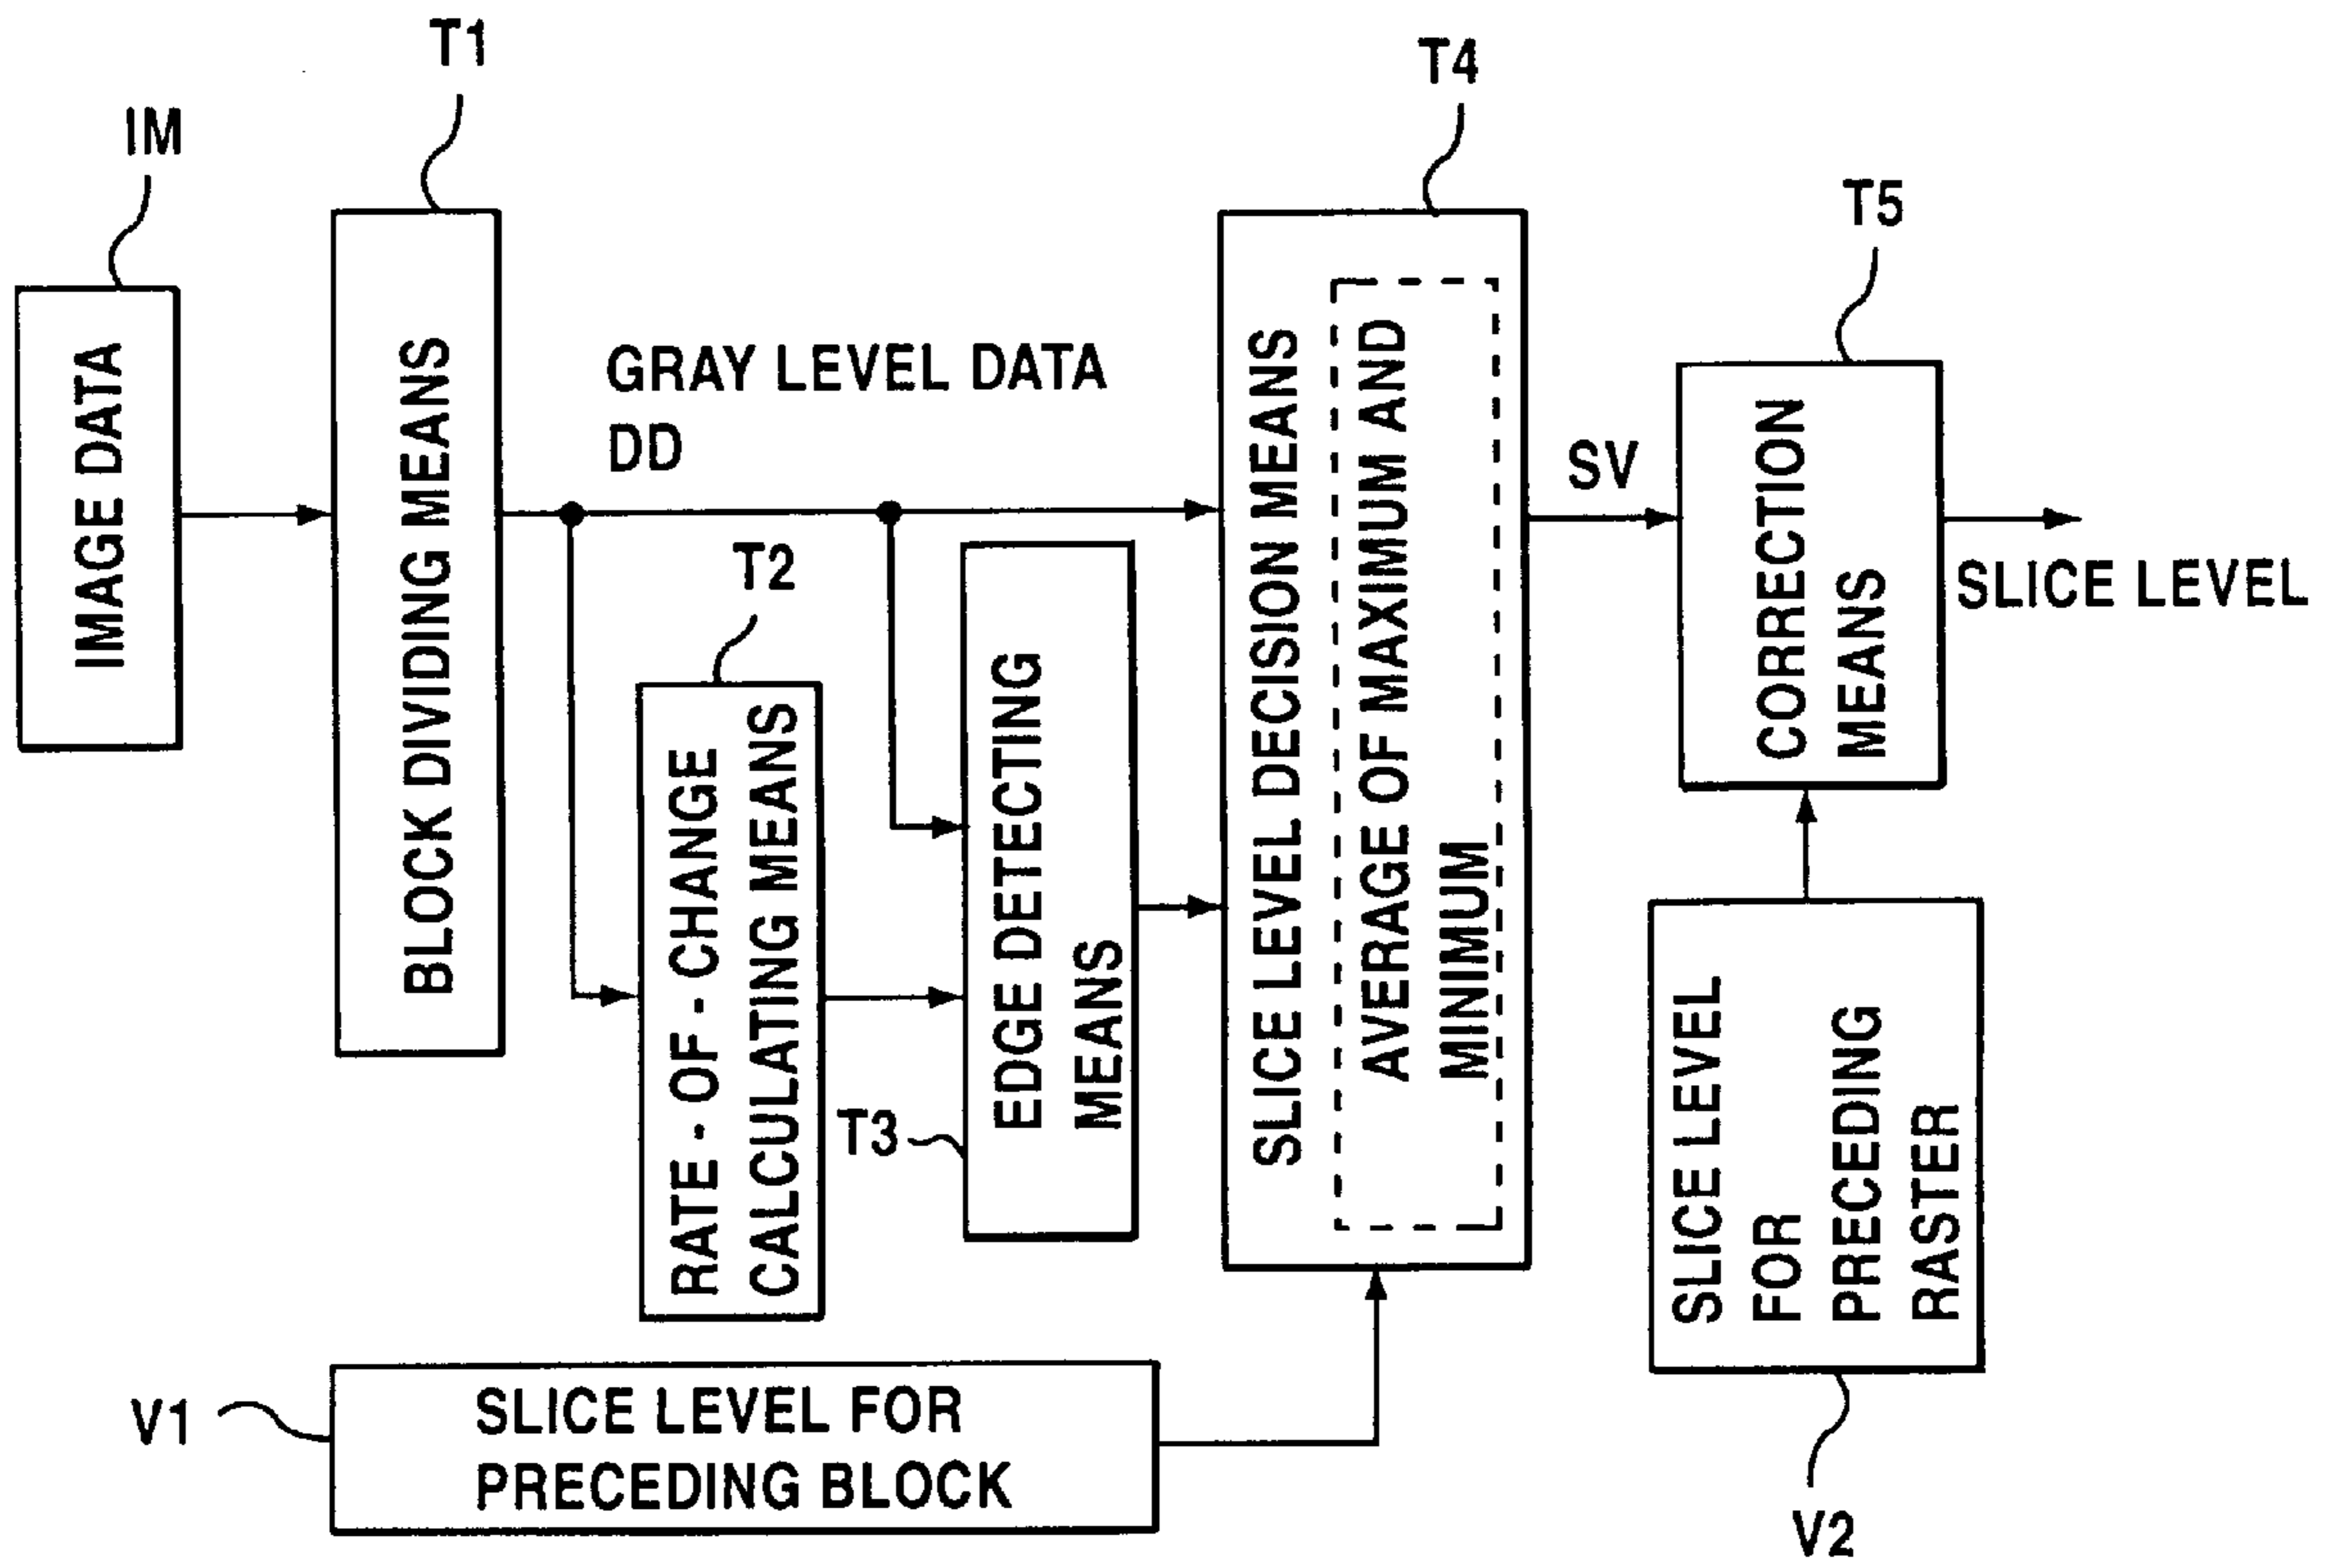 T1
T4
IM
T5
IMAGE DATA
BLOCK DIVIDING MEANS
GRAY LEVEL DATA
DD
T2
RATE - OF - CHANGE
CALCULATING MEANS
T3
EDGE DETECTING
MEANS
SLICE LEVEL DECISION MEANS
AVERAGE OF MAXIMUM AND
MINIMUM
SV
CORRECTION
MEANS
SLICE LEVEL
SLICE LEVEL
FOR
PRECEDING
RASTER
V1
SLICE LEVEL FOR
PRECEDING BLOCK
V2